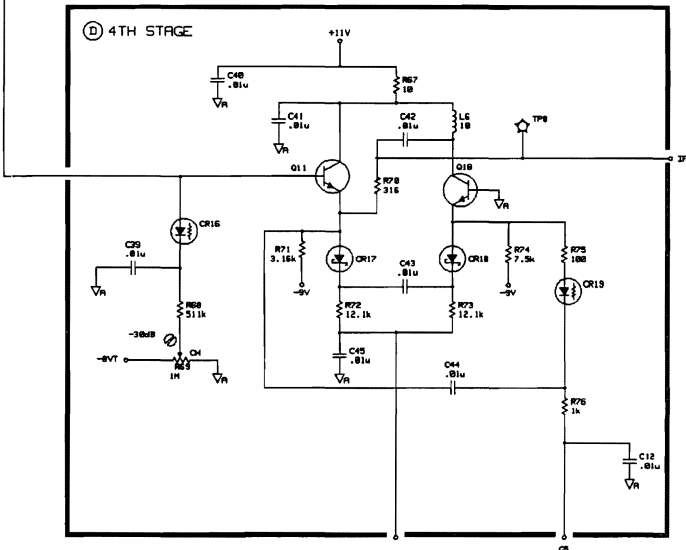 D 4TH STAGE
+11V
C40
.01u
A
R67
10
C41
.01u
A
C42
.01u
L6
10
TP8
IF
Q11
R70
316
Q18
A
CR16
C39
.01u
A
R71
3.16k
-9V
CR17
C43
.01u
CR18
R74
7.5k
-9V
R75
100
CR19
R68
511k
R72
12.1k
R73
12.1k
-30dB
-8VT
CW
R69
1M
A
C45
.01u
A
C44
.01u
R76
1k
C12
.01u
A